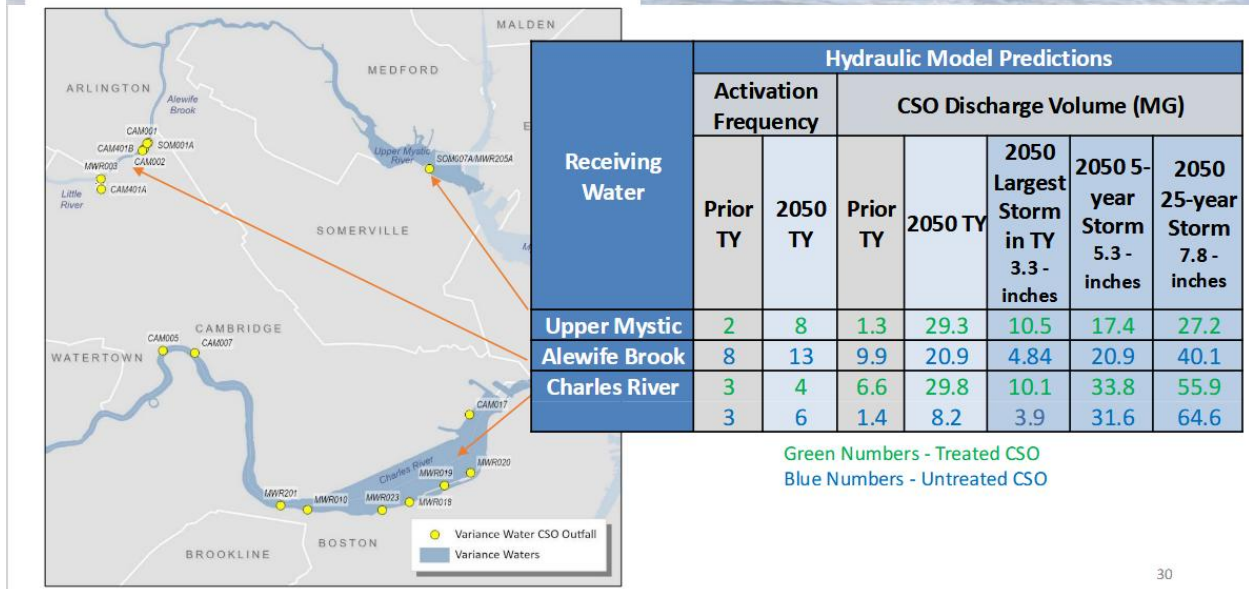 MALDEN
MEDFORD
ARLINGTON
Alewife
Brook
CAM001
CAM401B
SOM001A
CAM002
MWR003
CAM401A
Little
River
Upper Mystic
River
SOM007A/MWR205A
SOMERVILLE
CAMBRIDGE
CAM005
CAM007
WATERTOWN
CAM017
Charles River
MWR020
MWR019
MWR201
MWR010
MWR023
MWR018
BOSTON
BROOKLINE
Variance Water CSO Outfall
Variance Waters
Hydraulic Model Predictions
Receiving
Water
Activation
Frequency
CSO Discharge Volume (MG)
Prior
TY
2050
TY
Prior
TY
2050 TY
2050
Largest
Storm
in TY
3.3 -
inches
2050 5-
year
Storm
5.3 -
inches
2050
25-year
Storm
7.8 -
inches
Upper Mystic 2 8 1.3 29.3 10.5 17.4 27.2
Alewife Brook 8 13 9.9 20.9 4.84 20.9 40.1
Charles River 3 4 6.6 29.8 10.1 33.8 55.9
3 6 1.4 8.2 3.9 31.6 64.6
Green Numbers - Treated CSO
Blue Numbers - Untreated CSO
30